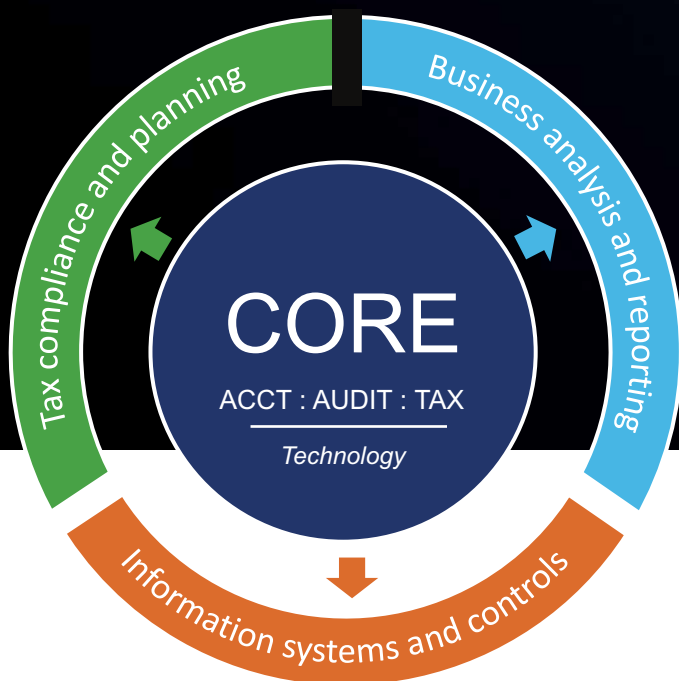 Tax compliance and planning
Business analysis and reporting
CORE
ACCT : AUDIT : TAX
Technology
Information systems and controls